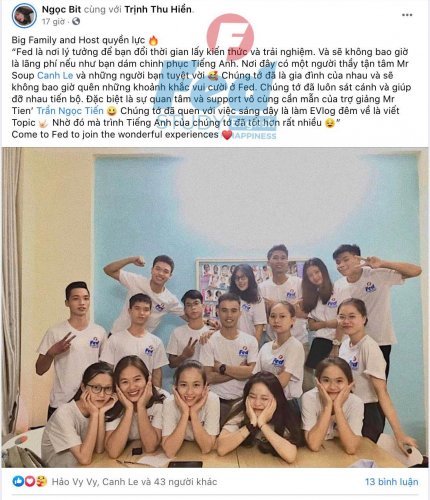 Ngọc Bit cùng với Trịnh Thu Hiền.
17 giờ
Big Family and Host quyền lực 🔥
“Fed là nơi lý tưởng để bạn đổi thời gian lấy kiến thức và trải nghiệm. Và sẽ không bao giờ
là lãng phí nếu như bạn dám chinh phục Tiếng Anh. Nơi đây có một người thầy tận tâm Mr
Soup Canh Le và những người bạn tuyệt vời 🥰 Chúng tớ đã là gia đình của nhau và sẽ
không bao giờ quên những khoảnh khắc vui cười ở Fed. Chúng tớ đã luôn sát cánh và giúp
đỡ nhau tiến bộ. Đặc biệt là sự quan tâm và support vô cùng cần mẫn của trợ giảng Mr
Tien’ Trần Ngọc Tiến 😀 Chúng tớ đã quen với việc sáng dậy là làm EVlog đêm về là viết
Topic 🤟🏻 Nhờ đó mà trình Tiếng Anh của chúng tớ đã tốt hơn rất nhiều 😌”
Come to Fed to join the wonderful experiences ❤️
Fed
HAPPINESS
Hảo Vy Vy, Canh Le và 43 người khác
13 bình luận